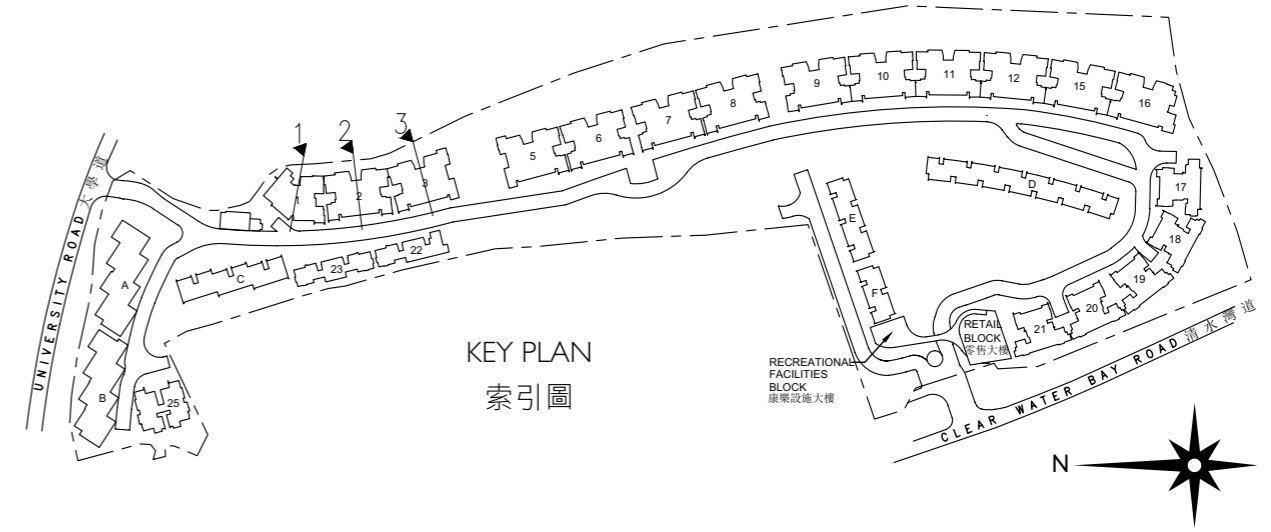 1
2
3
1
2
3
5
6
7
8
9
10
11
12
15
16
17
18
19
20
21
22
23
25
A
B
C
D
E
F
UNIVERSITY ROAD 大學道
KEY PLAN
索引圖
RECREATIONAL
FACILITIES
BLOCK
康樂設施大樓
RETAIL
BLOCK
零售大樓
CLEAR WATER BAY ROAD 清水灣道
N